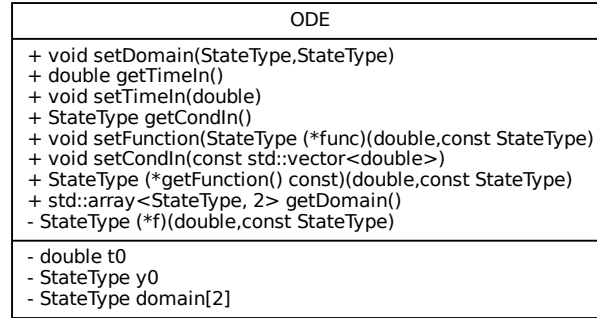 ODE
+ void setDomain(StateType,StateType)
+ double getTimeIn()
+ void setTimeIn(double)
+ StateType getCondIn()
+ void setFunction(StateType (*func)(double,const StateType)
+ void setCondIn(const std::vector<double>)
+ StateType (*getFunction() const)(double,const StateType)
+ std::array<StateType, 2> getDomain()
- StateType (*f)(double,const StateType)
- double t0
- StateType y0
- StateType domain[2]